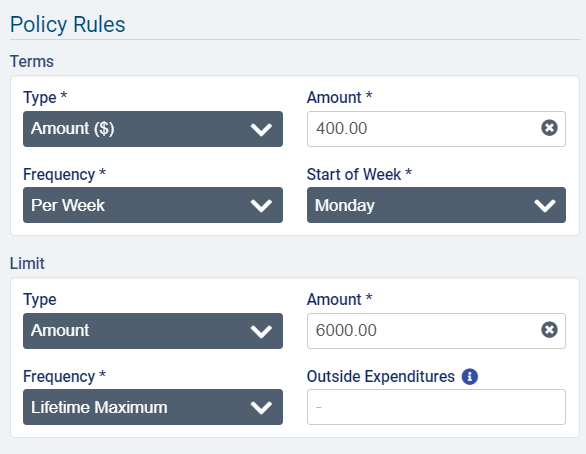 Policy Rules
Terms
Type * Amount *
Amount ($) 400.00
Frequency * Start of Week *
Per Week Monday
Limit
Type Amount *
Amount 6000.00
Frequency * Outside Expenditures i
Lifetime Maximum -